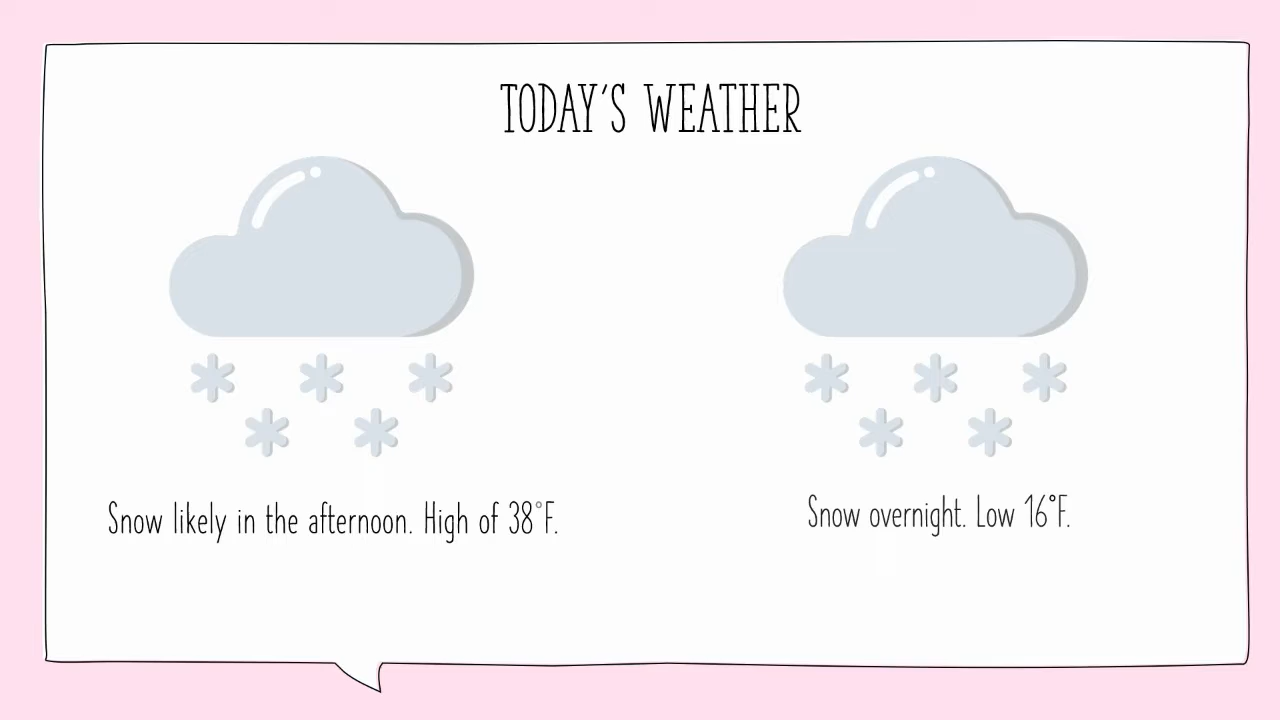 TODAY'S WEATHER
Snow likely in the afternoon. High of 38°F.
Snow overnight. Low 16°F.